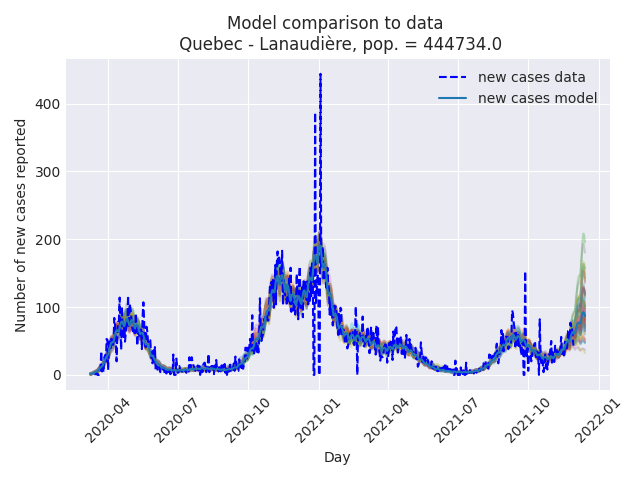 Model comparison to data
Quebec - Lanaudière, pop. = 444734.0
new cases data
new cases model
Number of new cases reported
400
300
200
100
0
2020-04
2020-07
2020-10
2021-01
2021-04
2021-07
2021-10
2022-01
Day